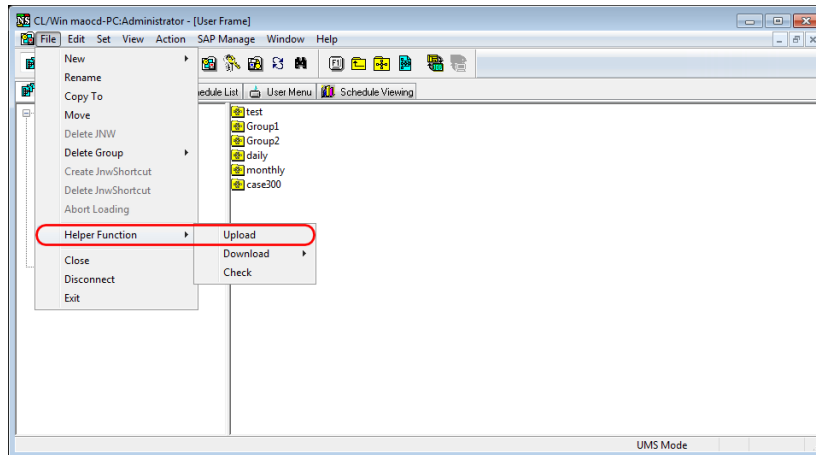 CL/Win maocd-PC:Administrator - [User Frame]
File Edit Set View Action SAP Manage Window Help
New
Rename
Copy To
Move
Delete JNW
Delete Group
Create JnwShortcut
Delete JnwShortcut
Abort Loading
Helper Function
Close
Disconnect
Exit
Upload
Download
Check
List User Menu Schedule Viewing
test
Group1
Group2
daily
monthly
case300
UMS Mode